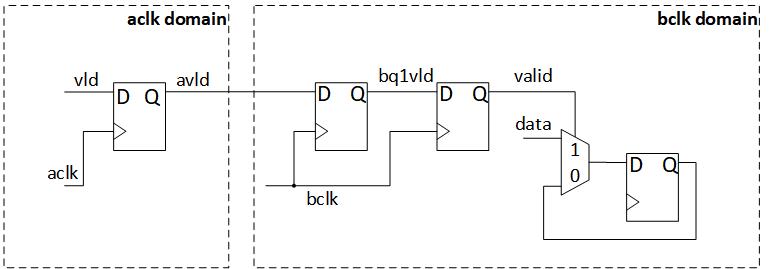 aclk domain
bclk domain
vld
avld
bq1vld
valid
D Q
D Q
D Q
data
1
0
D Q
aclk
bclk